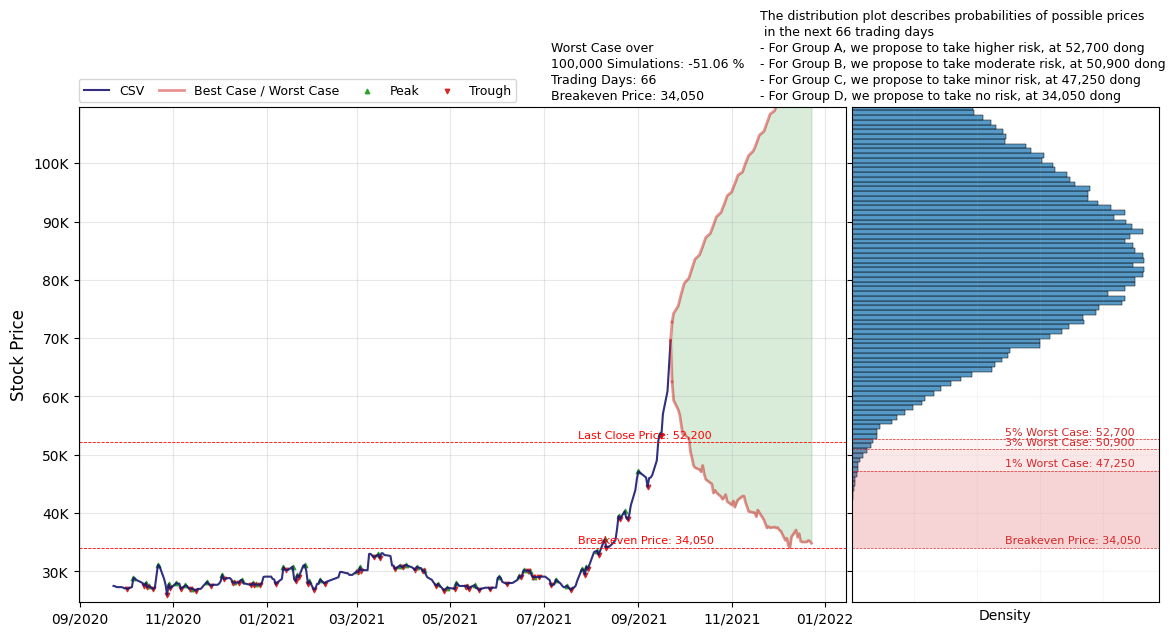 The distribution plot describes probabilities of possible prices
in the next 66 trading days
- For Group A, we propose to take higher risk, at 52,700 dong
- For Group B, we propose to take moderate risk, at 50,900 dong
- For Group C, we propose to take minor risk, at 47,250 dong
- For Group D, we propose to take no risk, at 34,050 dong
Worst Case over
100,000 Simulations: -51.06 %
Trading Days: 66
Breakeven Price: 34,050
CSV Best Case / Worst Case Peak Trough
Stock Price
100K
90K
80K
70K
60K
50K
40K
30K
Last Close Price: 52,200
Breakeven Price: 34,050
5% Worst Case: 52,700
3% Worst Case: 50,900
1% Worst Case: 47,250
Breakeven Price: 34,050
09/2020 11/2020 01/2021 03/2021 05/2021 07/2021 09/2021 11/2021 01/2022
Density